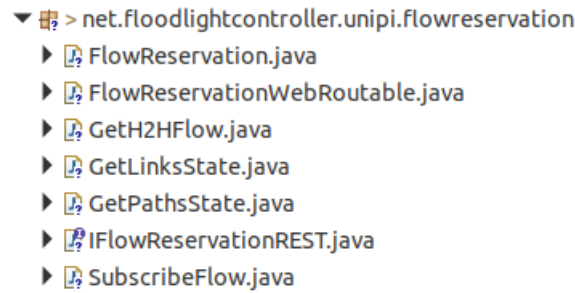 > net.floodlightcontroller.unipi.flowreservation
FlowReservation.java
FlowReservationWebRoutable.java
GetH2HFlow.java
GetLinksState.java
GetPathsState.java
IFlowReservationREST.java
SubscribeFlow.java